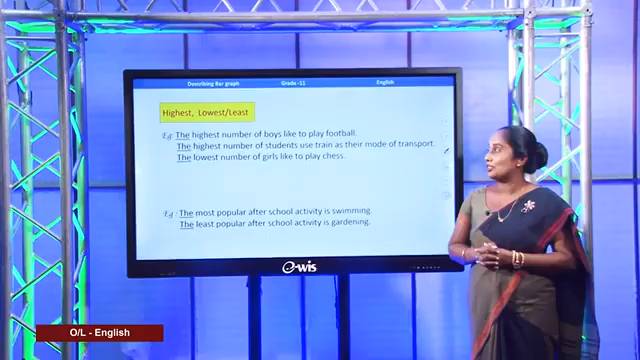 Describing Bar graph Grade -11 English
Highest, Lowest/Least
Eg: The highest number of boys like to play football.
The highest number of students use train as their mode of transport.
The lowest number of girls like to play chess.
Eg : The most popular after school activity is swimming.
The least popular after school activity is gardening.
e-wis
O/L - English